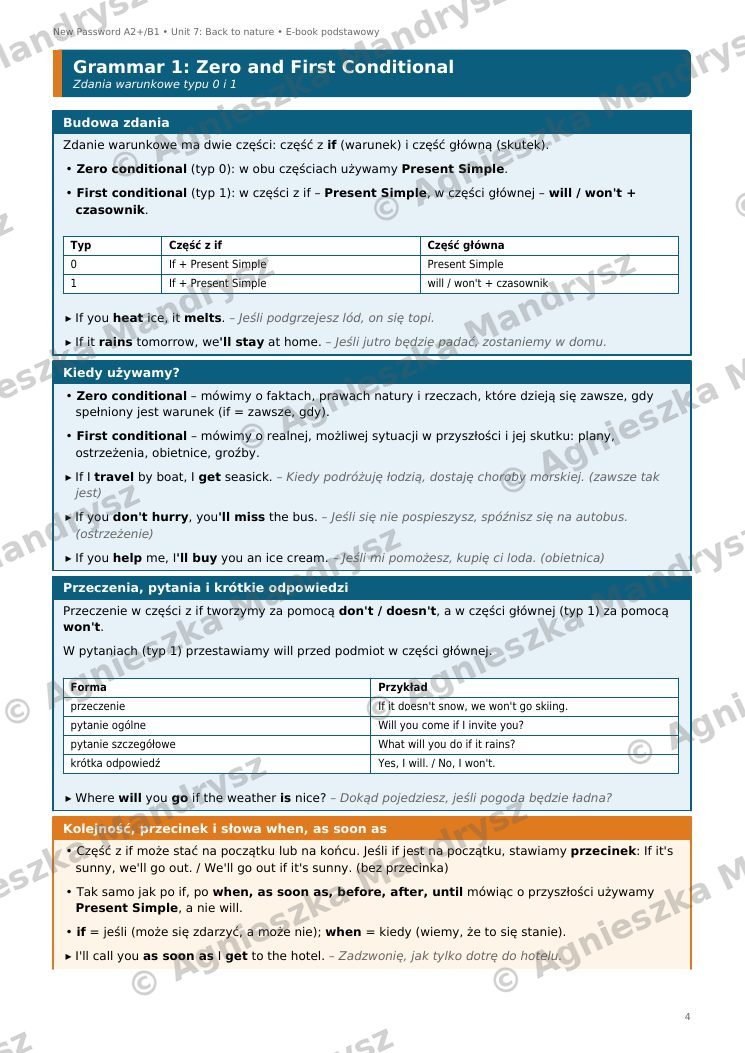 New Password A2+/B1 • Unit 7: Back to nature • E-book podstawowy
Grammar 1: Zero and First Conditional
Zdania warunkowe typu 0 i 1
Budowa zdania
Zdanie warunkowe ma dwie części: część z if (warunek) i część główną (skutek).
• Zero conditional (typ 0): w obu częściach używamy Present Simple.
• First conditional (typ 1): w części z if – Present Simple, w części głównej – will / won't +
czasownik.
Typ Część z if Część główna
0 If + Present Simple Present Simple
1 If + Present Simple will / won't + czasownik
▸ If you heat ice, it melts. – Jeśli podgrzejesz lód, on się topi.
▸ If it rains tomorrow, we'll stay at home. – Jeśli jutro będzie padać, zostaniemy w domu.
Kiedy używamy?
• Zero conditional – mówimy o faktach, prawach natury i rzeczach, które dzieją się zawsze, gdy
spełniony jest warunek (if = zawsze, gdy).
• First conditional – mówimy o realnej, możliwej sytuacji w przyszłości i jej skutku: plany,
ostrzeżenia, obietnice, groźby.
▸ If I travel by boat, I get seasick. – Kiedy podróżuję łodzią, dostaję choroby morskiej. (zawsze tak
jest)
▸ If you don't hurry, you'll miss the bus. – Jeśli się nie pospieszysz, spóźnisz się na autobus.
(ostrzeżenie)
▸ If you help me, I'll buy you an ice cream. – Jeśli mi pomożesz, kupię ci loda. (obietnica)
Przeczenia, pytania i krótkie odpowiedzi
Przeczenie w części z if tworzymy za pomocą don't / doesn't, a w części głównej (typ 1) za pomocą
won't.
W pytaniach (typ 1) przestawiamy will przed podmiot w części głównej.
Forma Przykład
przeczenie If it doesn't snow, we won't go skiing.
pytanie ogólne Will you come if I invite you?
pytanie szczegółowe What will you do if it rains?
krótka odpowiedź Yes, I will. / No, I won't.
▸ Where will you go if the weather is nice? – Dokąd pojedziesz, jeśli pogoda będzie ładna?
Kolejność, przecinek i słowa when, as soon as
• Część z if może stać na początku lub na końcu. Jeśli if jest na początku, stawiamy przecinek: If it's
sunny, we'll go out. / We'll go out if it's sunny. (bez przecinka)
• Tak samo jak po if, po when, as soon as, before, after, until mówiąc o przyszłości używamy
Present Simple, a nie will.
• if = jeśli (może się zdarzyć, a może nie); when = kiedy (wiemy, że to się stanie).
▸ I'll call you as soon as I get to the hotel. – Zadzwonię, jak tylko dotrę do hotelu.
4
© Agnieszka Mandrysz